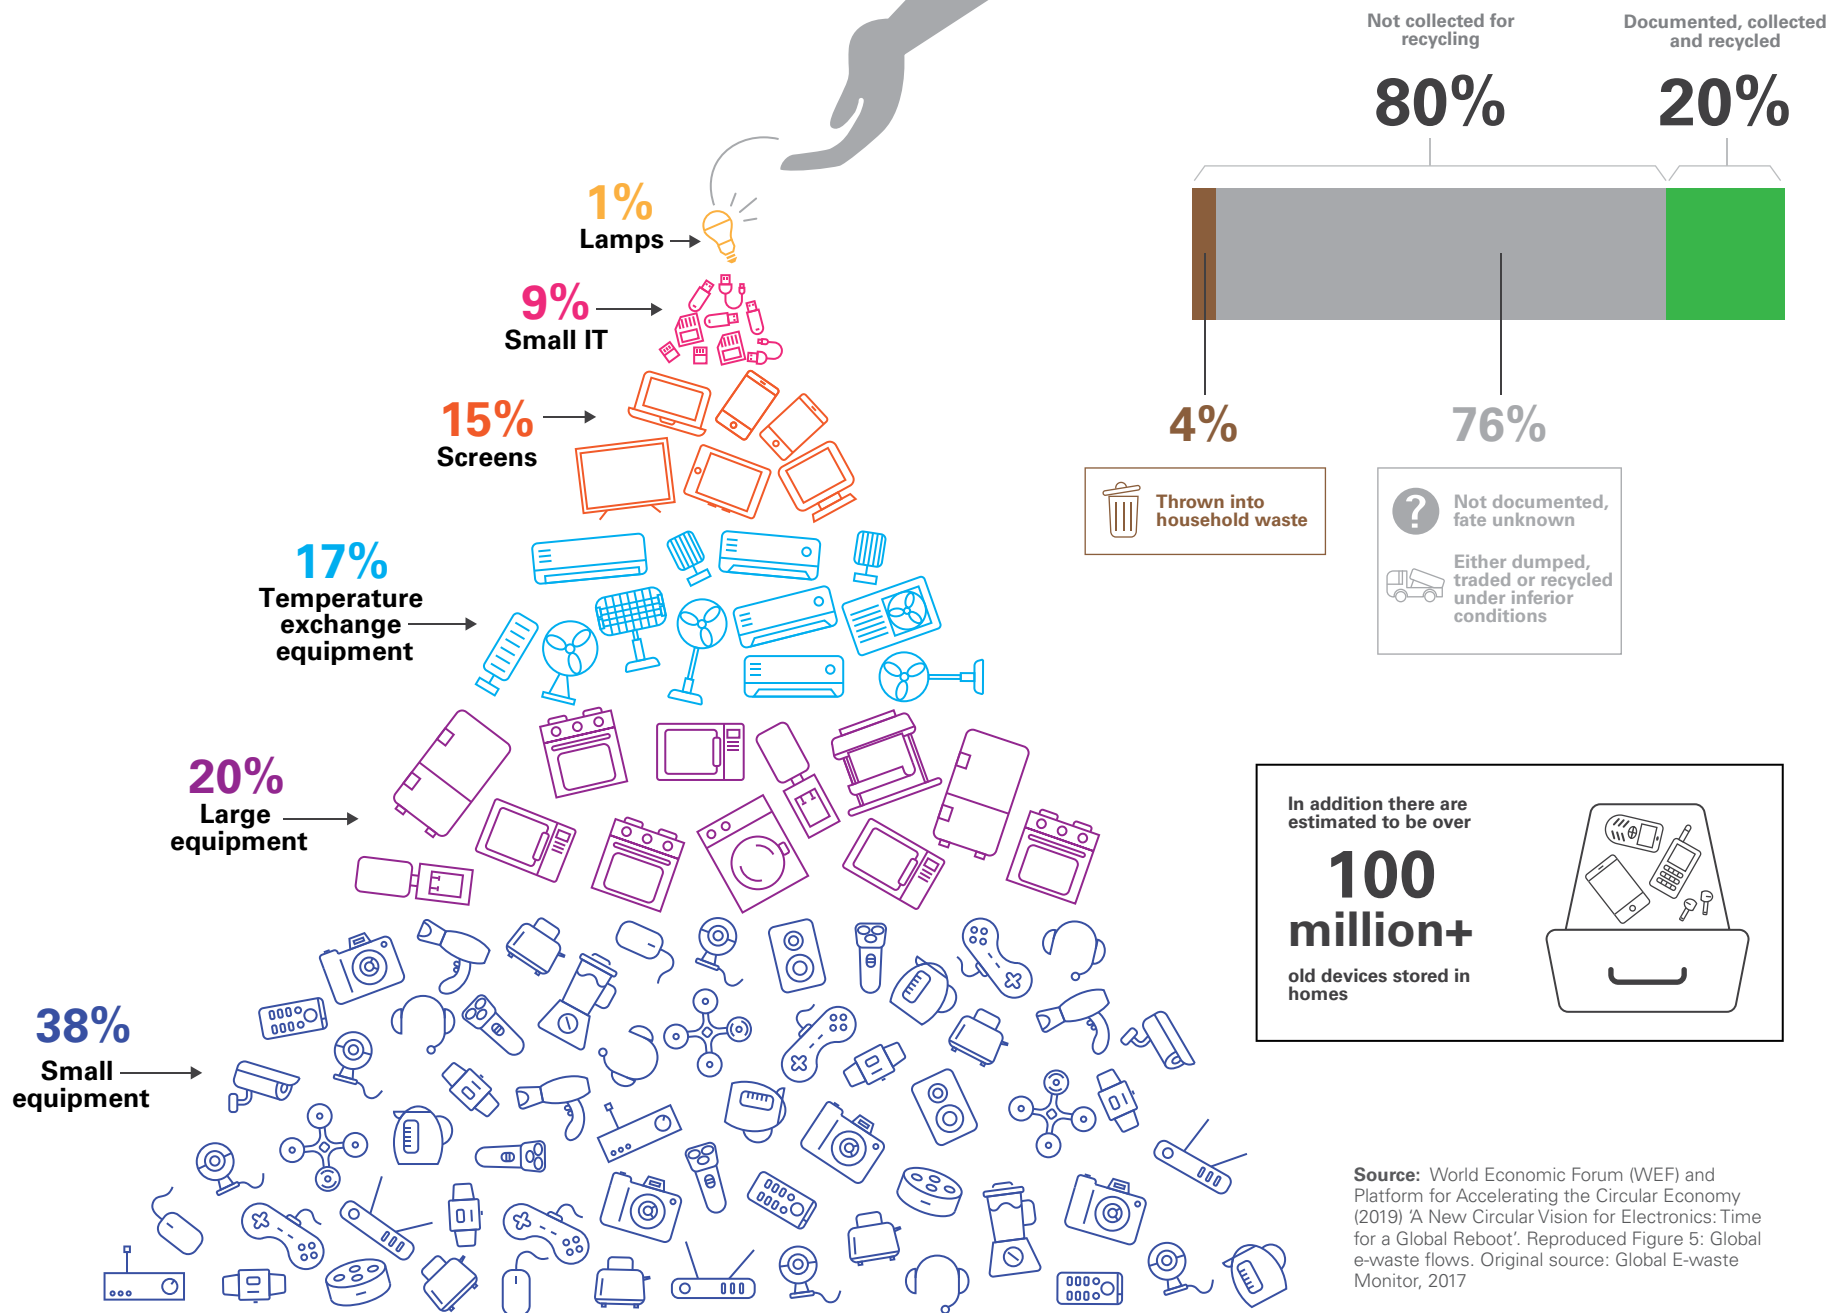 1%
Lamps
9%
Small IT
15%
Screens
17%
Temperature
exchange
equipment
20%
Large
equipment
38%
Small
equipment
Not collected for
recycling
80%
Documented, collected
and recycled
20%
4%
Thrown into
household waste
76%
?
Not documented,
fate unknown
Either dumped,
traded or recycled
under inferior
conditions
In addition there are
estimated to be over
100
million+
old devices stored in
homes
Source: World Economic Forum (WEF) and
Platform for Accelerating the Circular Economy
(2019) ‘A New Circular Vision for Electronics: Time
for a Global Reboot’. Reproduced Figure 5: Global
e-waste flows. Original source: Global E-waste
Monitor, 2017